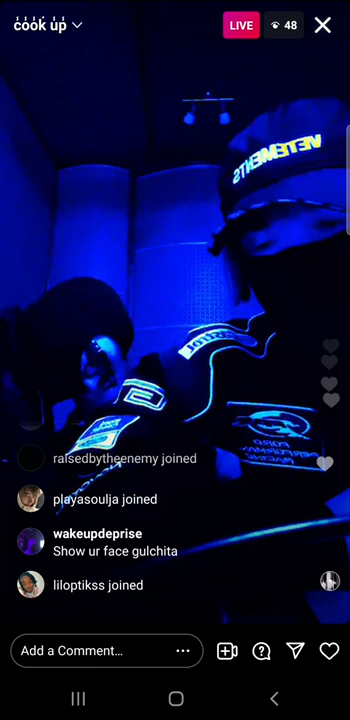 cook up
LIVE
48
VETEMENTS
raisedbytheenemy joined
playasoulja joined
wakeupdeprise
Show ur face gulchita
liloptikss joined
Add a Comment...